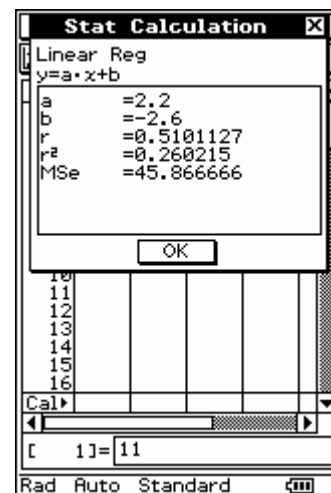 Stat Calculation X
Linear Reg
y=a·x+b
a =2.2
b =-2.6
r =0.5101127
r² =0.260215
MSe =45.866666
OK
10
11
12
13
14
15
16
Cal▶
[ 1]= 11
Rad Auto Standard